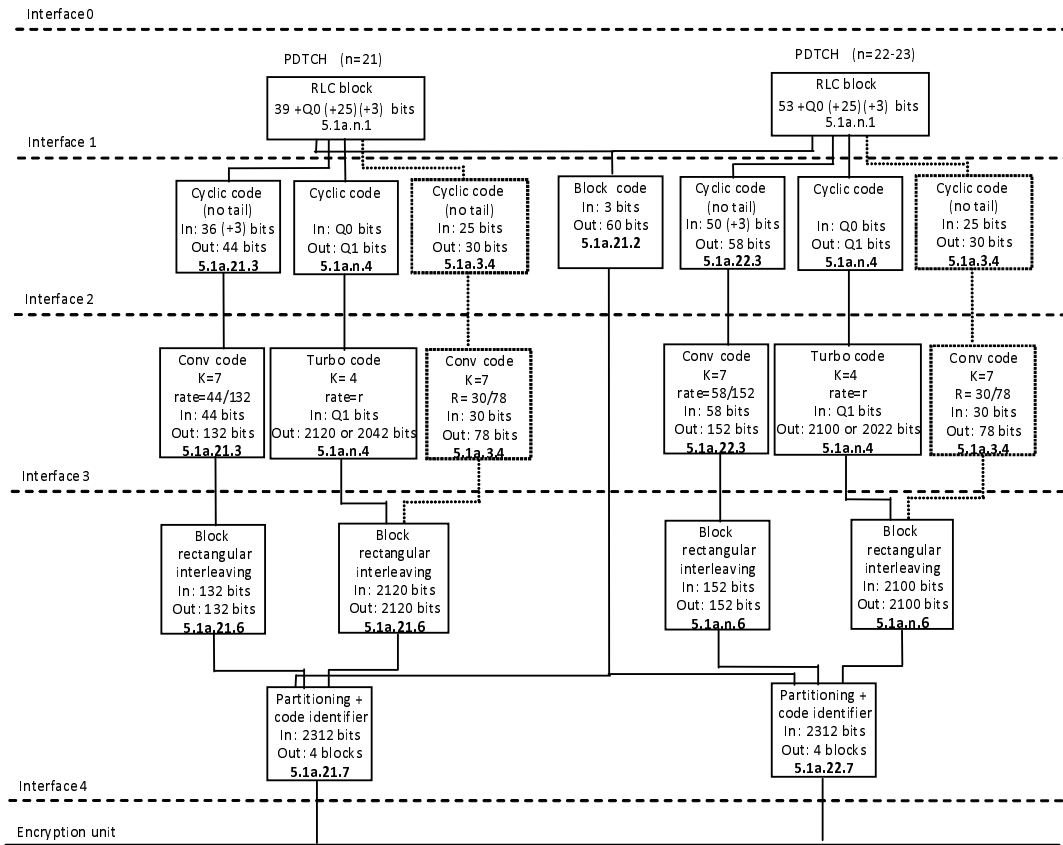 Interface 0
PDTCH (n=21)
PDTCH (n=22-23)
RLC block
39 +Q0 (+25)(+3) bits
5.1a.n.1
RLC block
53 +Q0 (+25)(+3) bits
5.1a.n.1
Interface 1
Cyclic code
(no tail)
In: 36 (+3) bits
Out: 44 bits
5.1a.21.3
Cyclic code
In: Q0 bits
Out: Q1 bits
5.1a.n.4
Cyclic code
(no tail)
In: 25 bits
Out: 30 bits
5.1a.3.4
Block code
In: 3 bits
Out: 60 bits
5.1a.21.2
Cyclic code
(no tail)
In: 50 (+3) bits
Out: 58 bits
5.1a.22.3
Cyclic code
In: Q0 bits
Out: Q1 bits
5.1a.n.4
Cyclic code
(no tail)
In: 25 bits
Out: 30 bits
5.1a.3.4
Interface 2
Conv code
K=7
rate=44/132
In: 44 bits
Out: 132 bits
5.1a.21.3
Turbo code
K= 4
rate=r
In: Q1 bits
Out: 2120 or 2042 bits
5.1a.n.4
Conv code
K=7
R= 30/78
In: 30 bits
Out: 78 bits
5.1a.3.4
Conv code
K=7
rate=58/152
In: 58 bits
Out: 152 bits
5.1a.22.3
Turbo code
K=4
rate=r
In: Q1 bits
Out: 2100 or 2022 bits
5.1a.n.4
Conv code
K=7
R= 30/78
In: 30 bits
Out: 78 bits
5.1a.3.4
Interface 3
Block
rectangular
interleaving
In: 132 bits
Out: 132 bits
5.1a.21.6
Block
rectangular
interleaving
In: 2120 bits
Out: 2120 bits
5.1a.21.6
Block
rectangular
interleaving
In: 152 bits
Out: 152 bits
5.1a.n.6
Block
rectangular
interleaving
In: 2100 bits
Out: 2100 bits
5.1a.n.6
Partitioning +
code identifier
In: 2312 bits
Out: 4 blocks
5.1a.21.7
Partitioning +
code identifier
In: 2312 bits
Out: 4 blocks
5.1a.22.7
Interface 4
Encryption unit